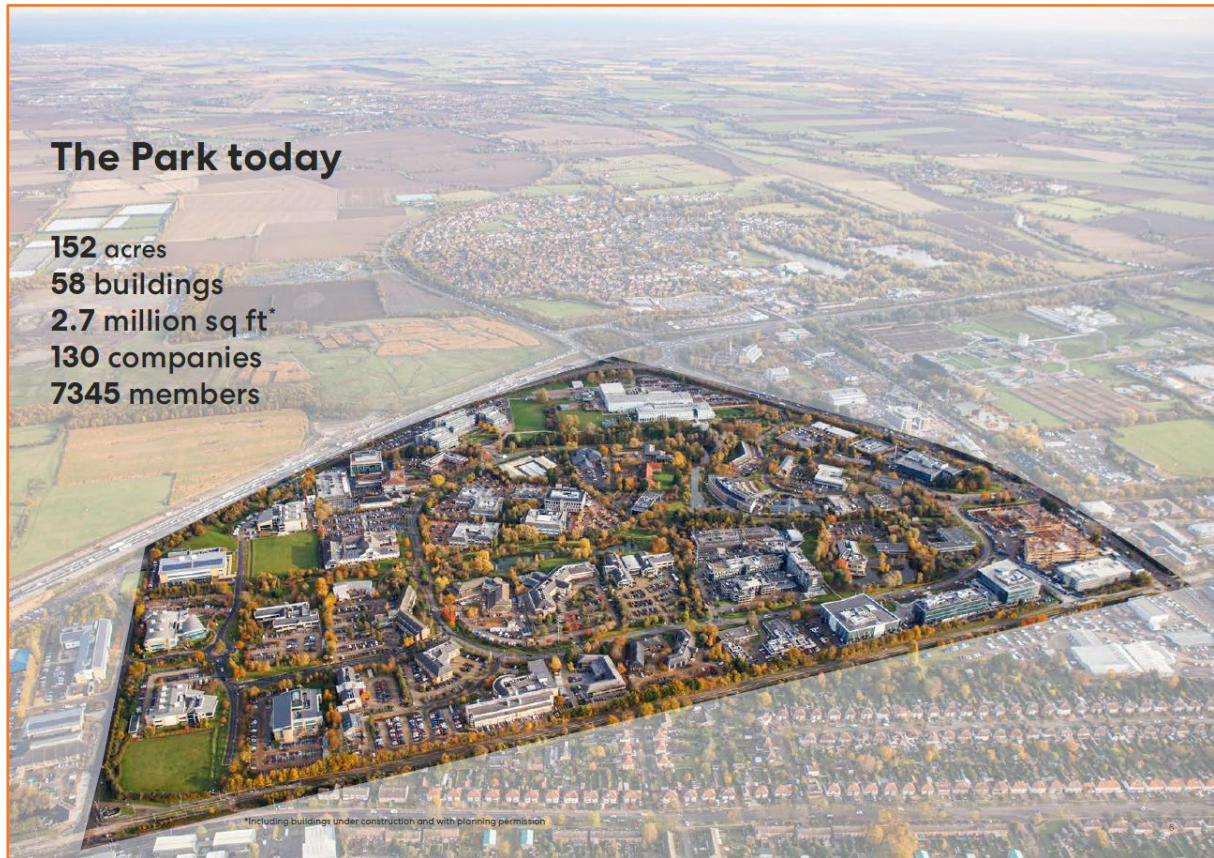 The Park today
152 acres
58 buildings
2.7 million sq ft*
130 companies
7345 members
*Including buildings under construction and with planning permission
6